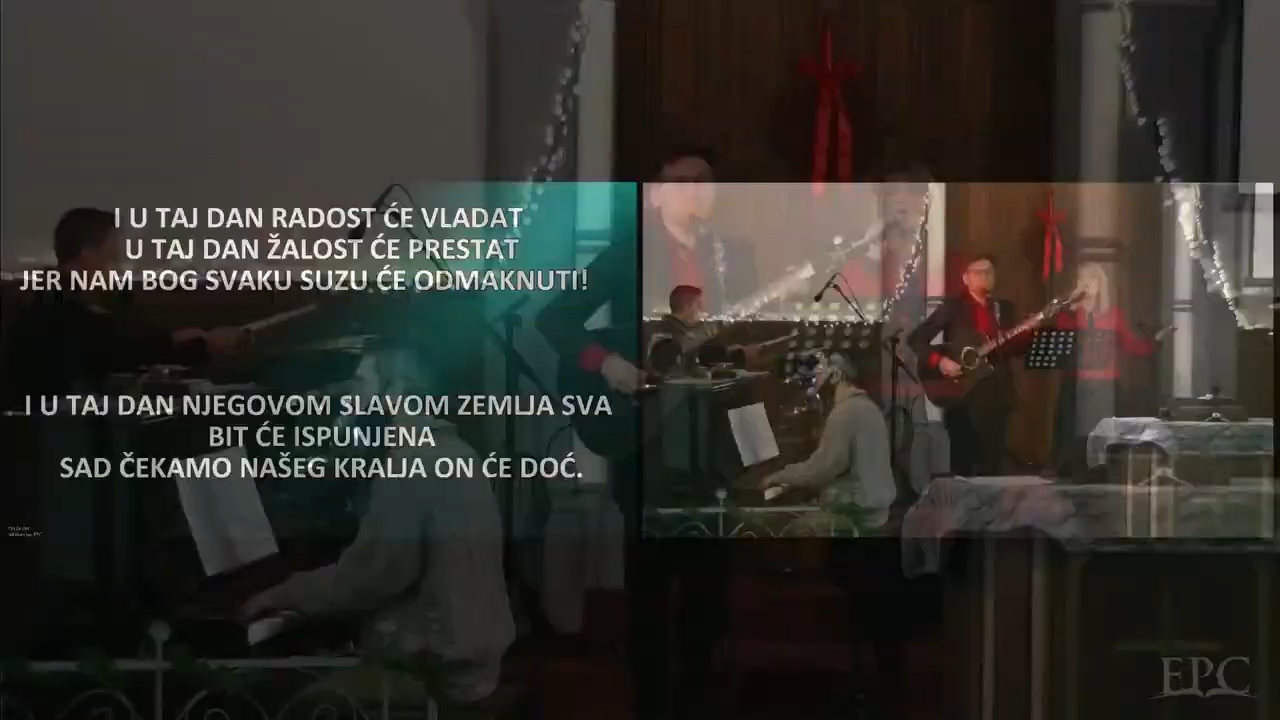 I U TAJ DAN RADOST ĆE VLADAT
U TAJ DAN ŽALOST ĆE PRESTAT
JER NAM BOG SVAKU SUZU ĆE ODMAKNUTI!
I U TAJ DAN NJEGOVOM SLAVOM ZEMLJA SVA
BIT ĆE ISPUNJENA
SAD ČEKAMO NAŠEG KRALJA ON ĆE DOĆ.
EPC